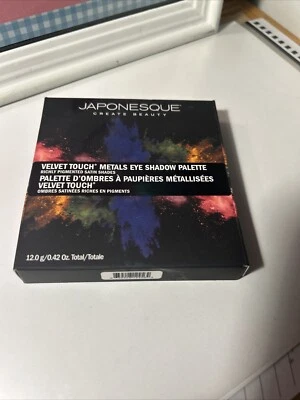 JAPONESQUE®
CREATE BEAUTY
VELVET TOUCH® METALS EYE SHADOW PALETTE
RICHLY PIGMENTED SATIN SHADES
PALETTE D'OMBRES À PAUPIÈRES MÉTALLISÉES
VELVET TOUCH®
OMBRES SATINÉES RICHES EN PIGMENTS
12.0 g/0.42 Oz. Total/Totale